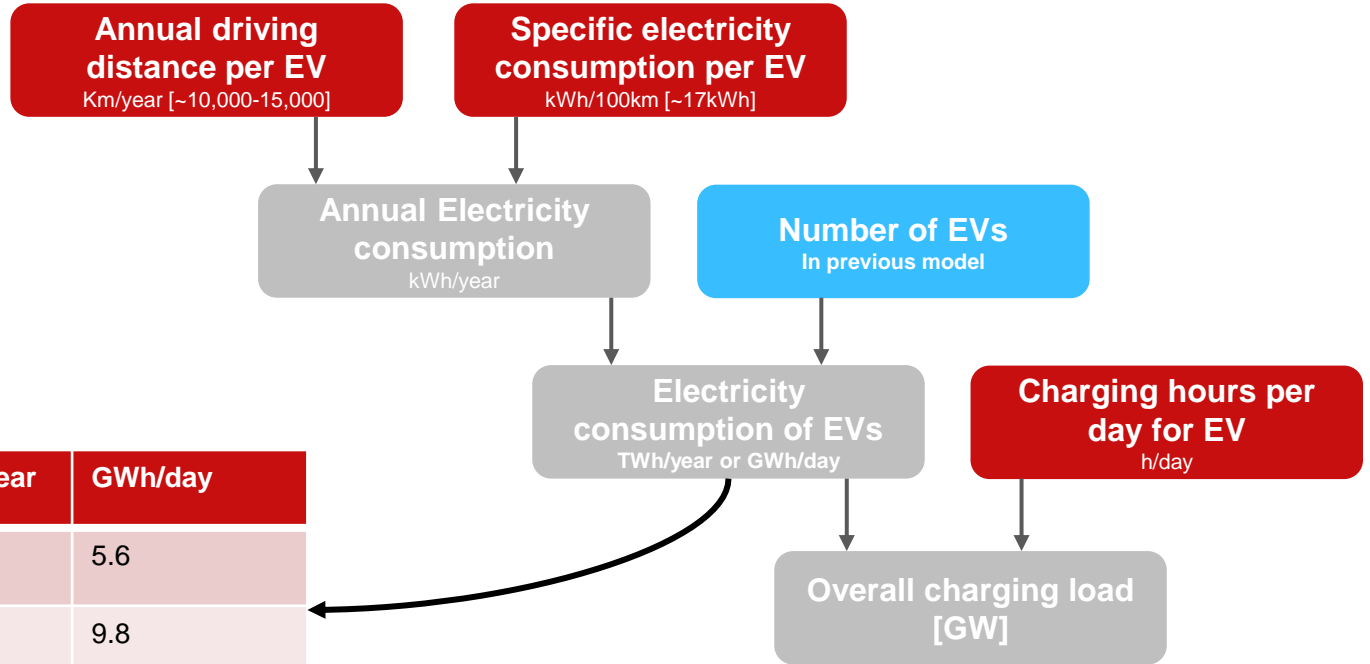 Annual driving
distance per EV
Km/year [~10,000-15,000]
Specific electricity
consumption per EV
kWh/100km [~17kWh]
Annual Electricity
consumption
kWh/year
Number of EVs
In previous model
Electricity
consumption of EVs
TWh/year or GWh/day
Charging hours per
day for EV
h/day
GWh/day
5.6
9.8
Overall charging load
[GW]